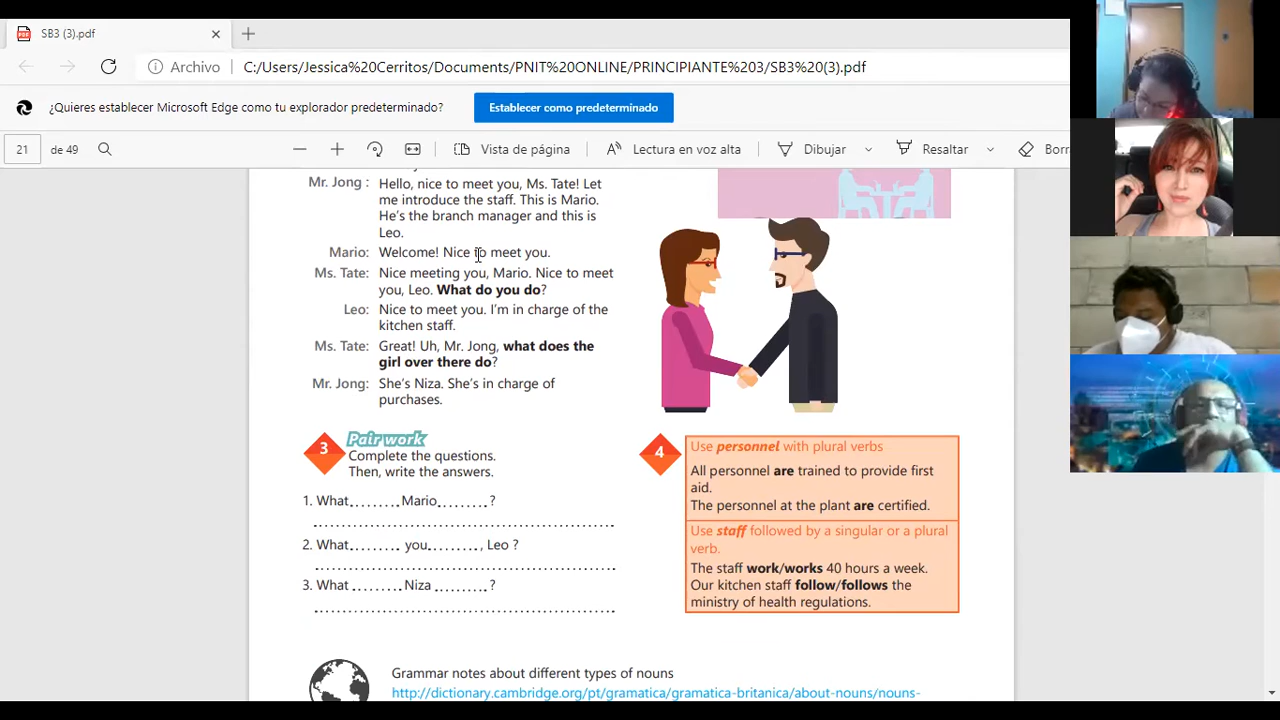 SB3 (3).pdf
Archivo
C:/Users/Jessica%20Cerritos/Documents/PNIT%20ONLINE/PRINCIPIANTE%203/SB3%20(3).pdf
¿Quieres establecer Microsoft Edge como tu explorador predeterminado?
Establecer como predeterminado
21
de 49
Vista de página
Lectura en voz alta
Dibujar
Resaltar
Mr. Jong :
Hello, nice to meet you, Ms. Tate! Let
me introduce the staff. This is Mario.
He's the branch manager and this is
Leo.
Mario: Welcome! Nice to meet you.
Ms. Tate: Nice meeting you, Mario. Nice to meet
you, Leo. What do you do?
Leo: Nice to meet you. I'm in charge of the
kitchen staff.
Ms. Tate: Great! Uh, Mr. Jong, what does the
girl over there do?
Mr. Jong: She's Niza. She's in charge of
purchases.
3
Pair work
Complete the questions.
Then, write the answers.
1. What........Mario........?
2. What........ you........, Leo ?
3. What ........Niza ........?
4
Use personnel with plural verbs
All personnel are trained to provide first
aid.
The personnel at the plant are certified.
Use staff followed by a singular or a plural
verb.
The staff work/works 40 hours a week.
Our kitchen staff follow/follows the
ministry of health regulations.
Grammar notes about different types of nouns
http://dictionary.cambridge.org/pt/gramatica/gramatica-britanica/about-nouns/nouns-